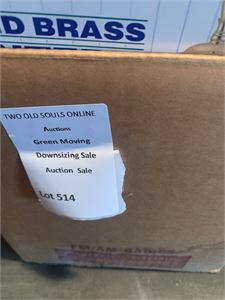 D BRASS
TWO OLD SOULS ONLINE
Auctions
Green Moving
Downsizing Sale
Auction Sale
Lot 514